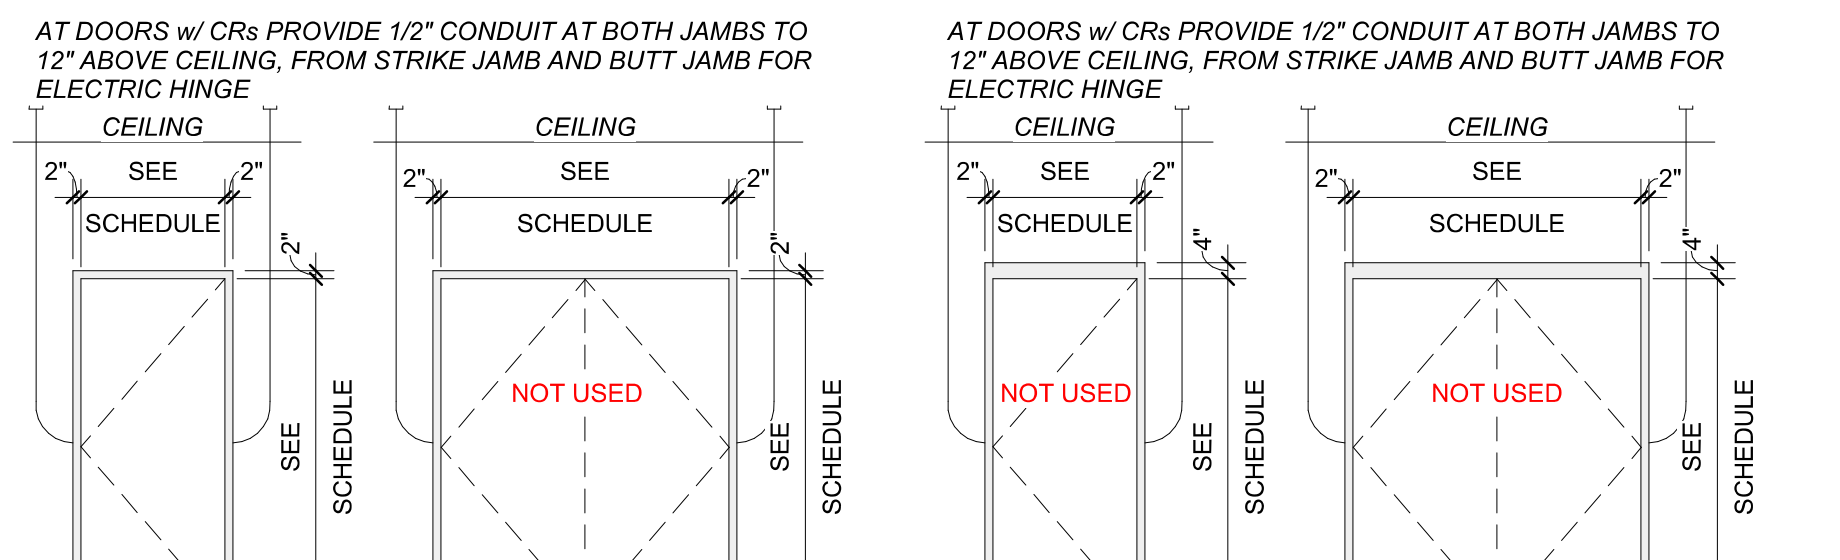 AT DOORS w/ CRs PROVIDE 1/2" CONDUIT AT BOTH JAMBS TO
12" ABOVE CEILING, FROM STRIKE JAMB AND BUTT JAMB FOR
ELECTRIC HINGE
CEILING
2"
SEE
2"
SCHEDULE
2"
SEE
SCHEDULE
CEILING
2"
SEE
2"
SCHEDULE
2"
NOT USED
SEE
SCHEDULE
AT DOORS w/ CRs PROVIDE 1/2" CONDUIT AT BOTH JAMBS TO
12" ABOVE CEILING, FROM STRIKE JAMB AND BUTT JAMB FOR
ELECTRIC HINGE
CEILING
2"
SEE
2"
SCHEDULE
4"
NOT USED
SEE
SCHEDULE
CEILING
2"
SEE
2"
SCHEDULE
4"
NOT USED
SEE
SCHEDULE